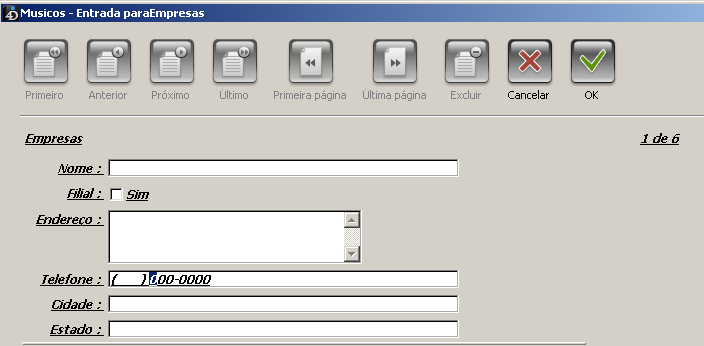 4D Musicos - Entrada paraEmpresas
Primeiro Anterior Próximo Último Primeira página Última página Excluir Cancelar OK
Empresas 1 de 6
Nome :
Filial : Sim
Endereço :
Telefone : (    ) 000-0000
Cidade :
Estado :